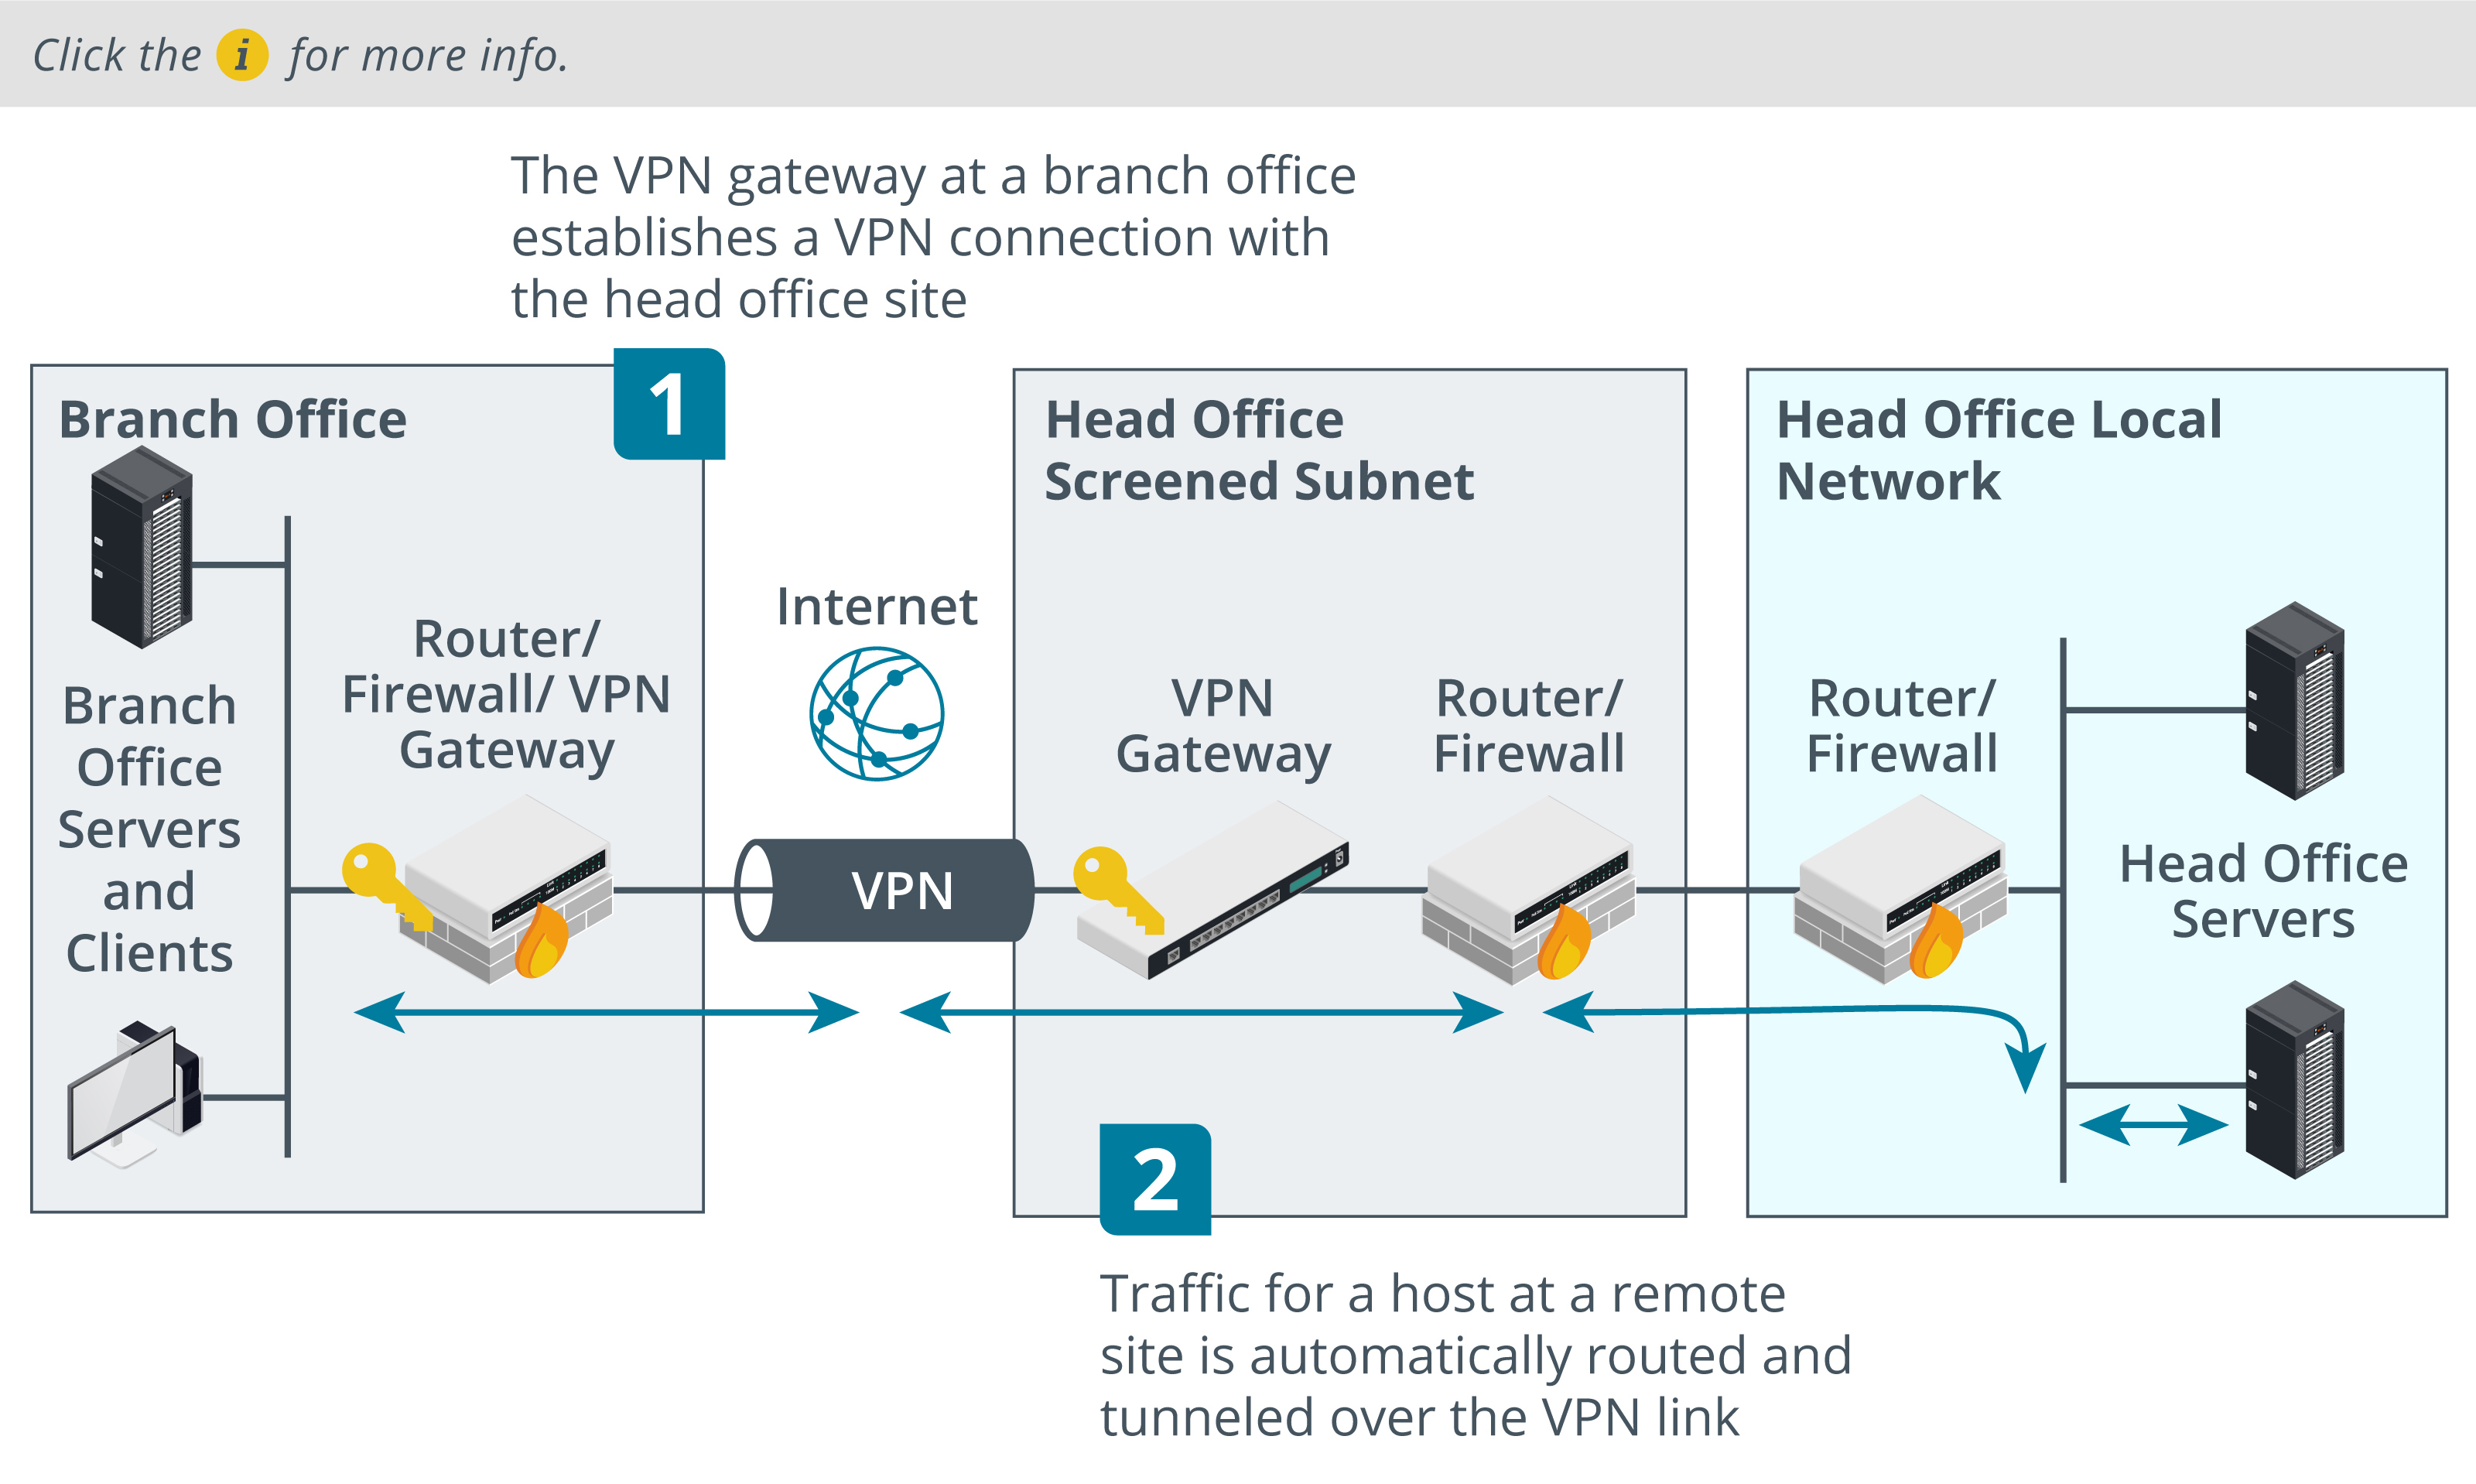 Click the i for more info.
The VPN gateway at a branch office
establishes a VPN connection with
the head office site
1
Branch Office
Branch
Office
Servers
and
Clients
Router/
Firewall/ VPN
Gateway
Internet
VPN
Head Office
Screened Subnet
VPN
Gateway
Router/
Firewall
Head Office Local
Network
Router/
Firewall
Head Office
Servers
2
Traffic for a host at a remote
site is automatically routed and
tunneled over the VPN link